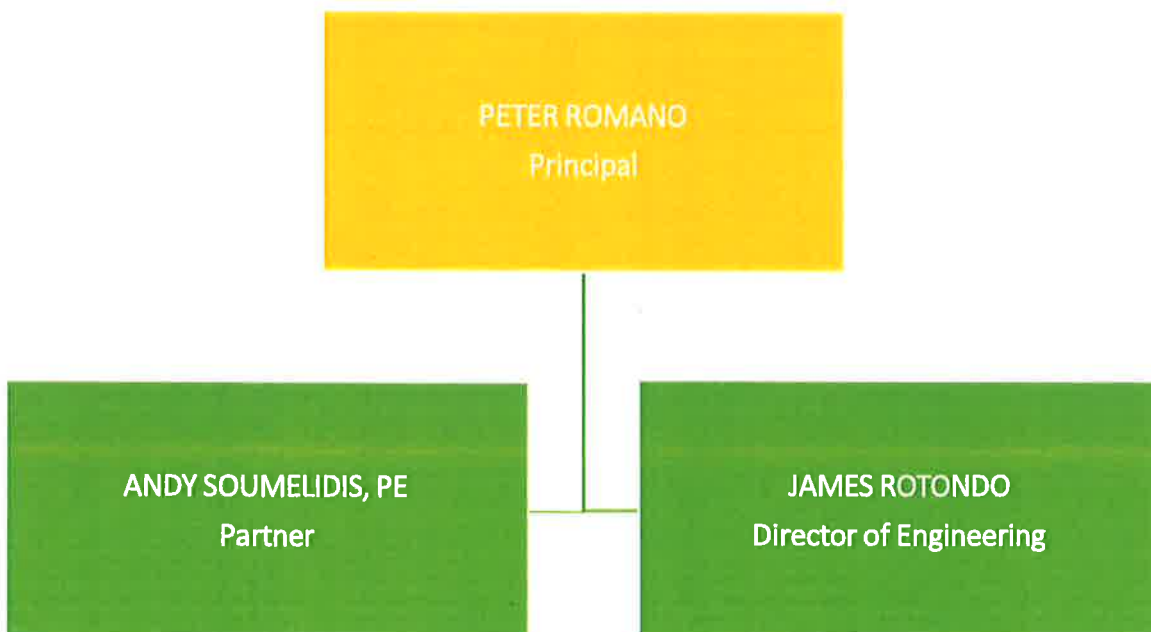 PETER ROMANO
Principal
ANDY SOUMELIDIS, PE
Partner
JAMES ROTONDO
Director of Engineering